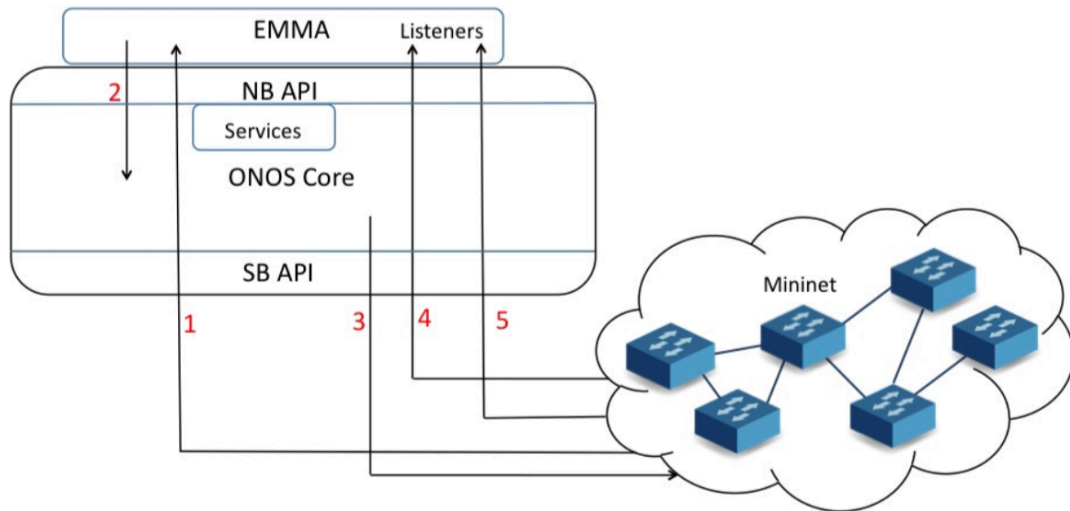 EMMA
Listeners
2
NB API
Services
ONOS Core
SB API
Mininet
1
3
4
5